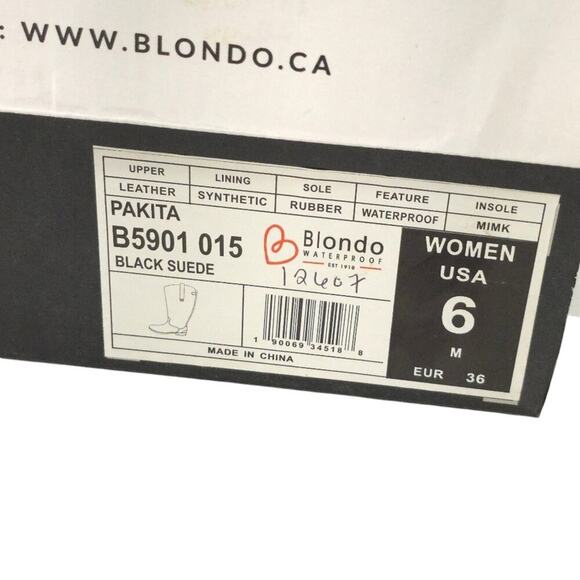 : WWW.BLONDO.CA
UPPER LINING SOLE FEATURE INSOLE
LEATHER SYNTHETIC RUBBER WATERPROOF MIMK
PAKITA
B5901 015
BLACK SUEDE
Blondo
WATERPROOF
EST 1910
12607
1 90069 34518 8
MADE IN CHINA
WOMEN
USA
6
M
EUR 36